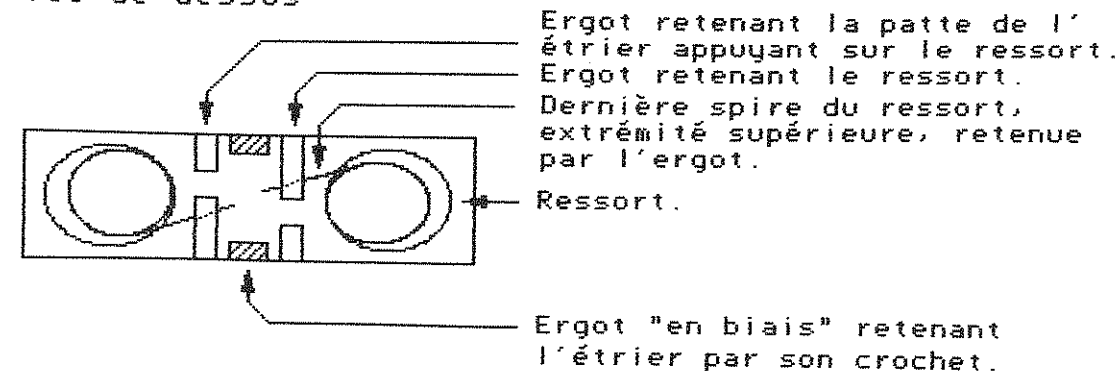 Ergot retenant la patte de l'
étrier appuyant sur le ressort.
Ergot retenant le ressort.
Dernière spire du ressort,
extrémité supérieure, retenue
par l'ergot.
Ressort.
Ergot "en biais" retenant
l'étrier par son crochet.